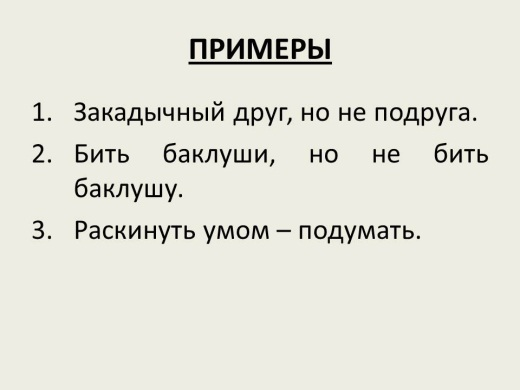 ПРИМЕРЫ
1. Закадычный друг, но не подруга.
2. Бить баклуши, но не бить
баклушу.
3. Раскинуть умом – подумать.